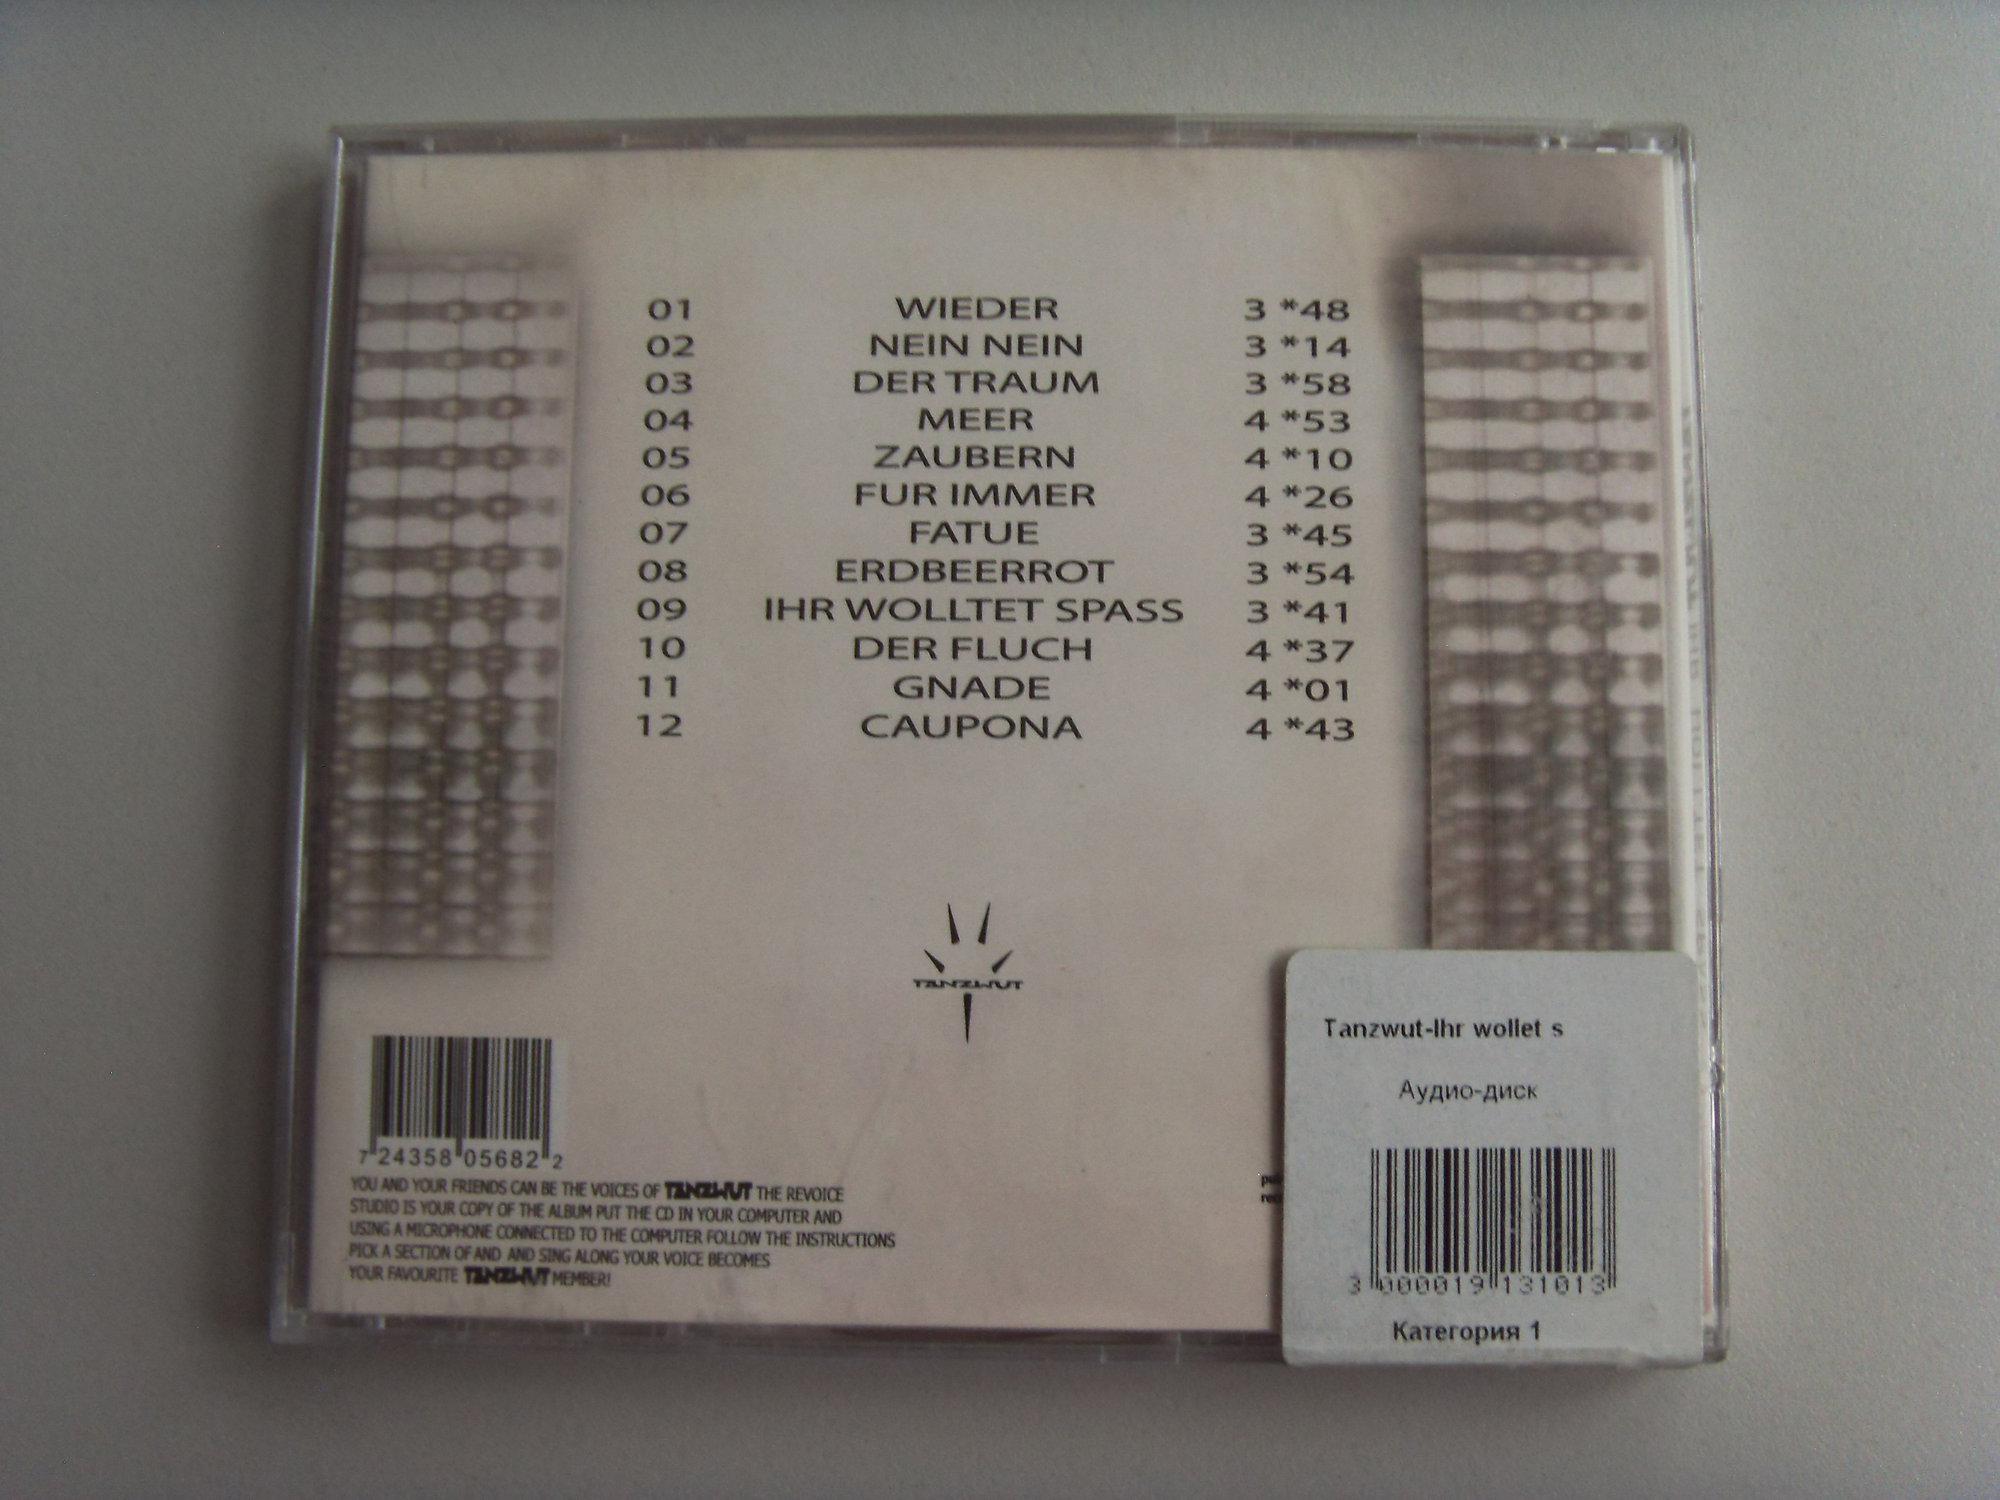 01 WIEDER 3 *48
02 NEIN NEIN 3 *14
03 DER TRAUM 3 *58
04 MEER 4 *53
05 ZAUBERN 4 *10
06 FUR IMMER 4 *26
07 FATUE 3 *45
08 ERDBEERROT 3 *54
09 IHR WOLLTET SPASS 3 *41
10 DER FLUCH 4 *37
11 GNADE 4 *01
12 CAUPONA 4 *43
TANZWUT
7 24358 05682 2
YOU AND YOUR FRIENDS CAN BE THE VOICES OF TANZWUT THE REVOICE
STUDIO IS YOUR COPY OF THE ALBUM PUT THE CD IN YOUR COMPUTER AND
USING A MICROPHONE CONNECTED TO THE COMPUTER FOLLOW THE INSTRUCTIONS
PICK A SECTION OF AND AND SING ALONG YOUR VOICE BECOMES
YOUR FAVOURITE TANZWUT MEMBER!
Tanzwut-Ihr wollet s
Аудио-диск
3 000019 131013
Категория 1